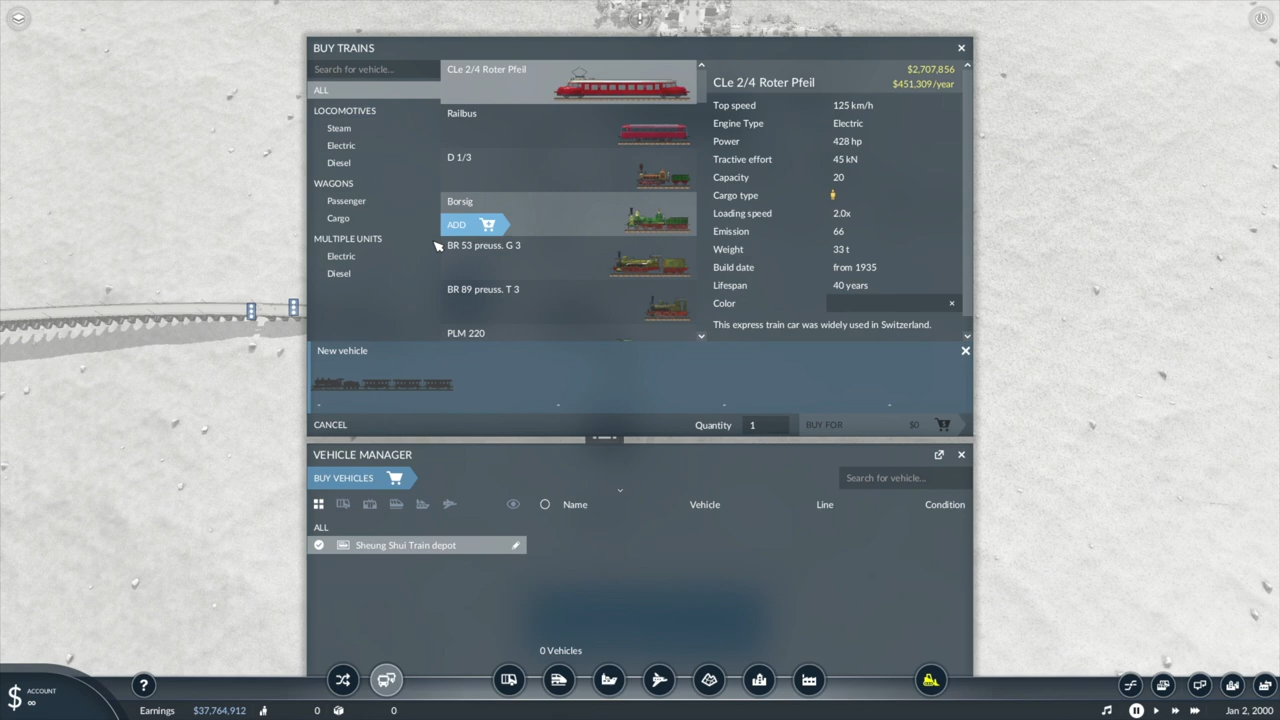 BUY TRAINS
Search for vehicle...
ALL
LOCOMOTIVES
Steam
Electric
Diesel
WAGONS
Passenger
Cargo
MULTIPLE UNITS
Electric
Diesel
CLe 2/4 Roter Pfeil
Railbus
D 1/3
Borsig
ADD
BR 53 preuss. G 3
BR 89 preuss. T 3
PLM 220
$2,707,856
CLe 2/4 Roter Pfeil
$451,309/year
Top speed 125 km/h
Engine Type Electric
Power 428 hp
Tractive effort 45 kN
Capacity 20
Cargo type
Loading speed 2.0x
Emission 66
Weight 33 t
Build date from 1935
Lifespan 40 years
Color
This express train car was widely used in Switzerland.
New vehicle
- - - -
CANCEL Quantity 1 BUY FOR $0
VEHICLE MANAGER
BUY VEHICLES Search for vehicle...
Name Vehicle Line Condition
ALL
Sheung Shui Train depot
0 Vehicles
$ ACCOUNT
∞
?
Earnings $37,764,912 0 0 Jan 2, 2000